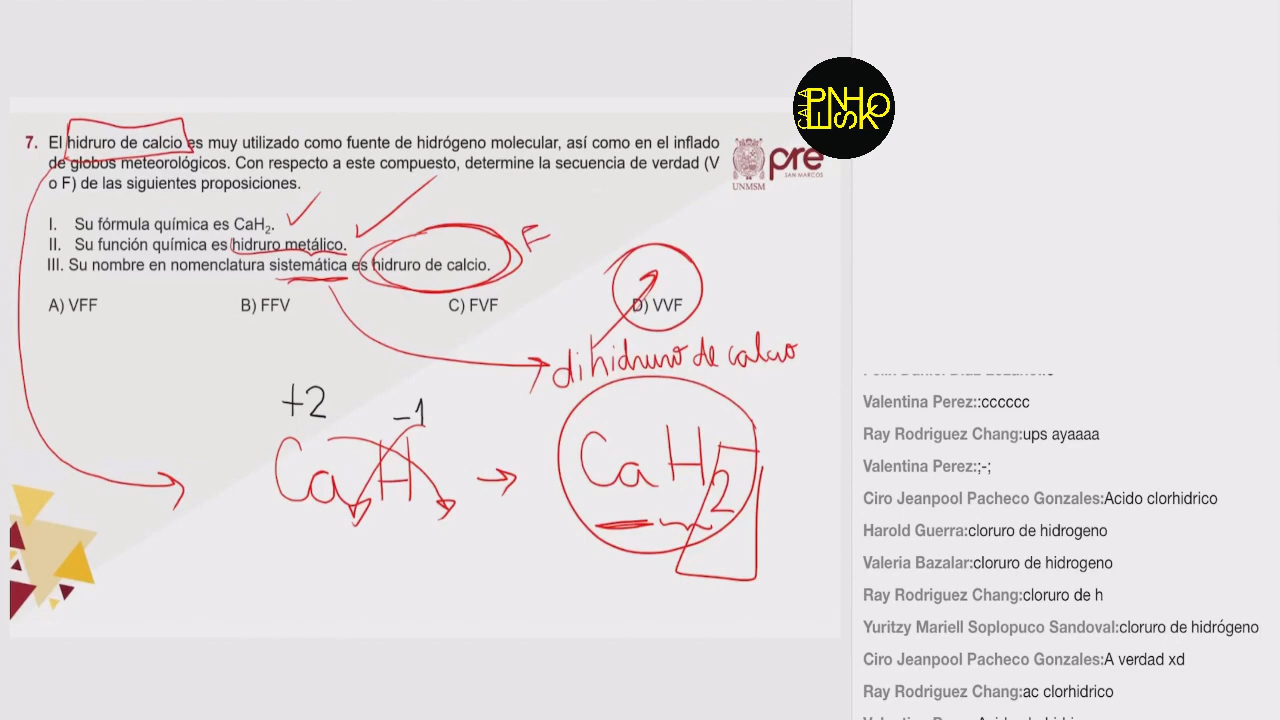 CALA
PNHO
ESK
7. El hidruro de calcio es muy utilizado como fuente de hidrógeno molecular, así como en el inflado
de globos meteorológicos. Con respecto a este compuesto, determine la secuencia de verdad (V
o F) de las siguientes proposiciones.
pre
SAN MARCOS
UNMSM
I. Su fórmula química es CaH₂.
II. Su función química es hidruro metálico.
III. Su nombre en nomenclatura sistemática es hidruro de calcio.
F
A) VFF B) FFV C) FVF D) VVF
dihidruro de calcio
+2 -1
CaH → CaH2
Valentina Perez::cccccc
Ray Rodriguez Chang:ups ayaaaa
Valentina Perez:;-;
Ciro Jeanpool Pacheco Gonzales:Acido clorhidrico
Harold Guerra:cloruro de hidrogeno
Valeria Bazalar:cloruro de hidrogeno
Ray Rodriguez Chang:cloruro de h
Yuritzy Mariell Soplopuco Sandoval:cloruro de hidrógeno
Ciro Jeanpool Pacheco Gonzales:A verdad xd
Ray Rodriguez Chang:ac clorhidrico